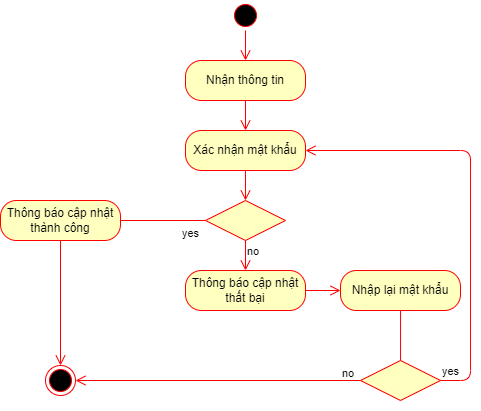 Nhận thông tin
Xác nhận mật khẩu
Thông báo cập nhật
thành công
yes
no
Thông báo cập nhật
thất bại
Nhập lại mật khẩu
no
yes